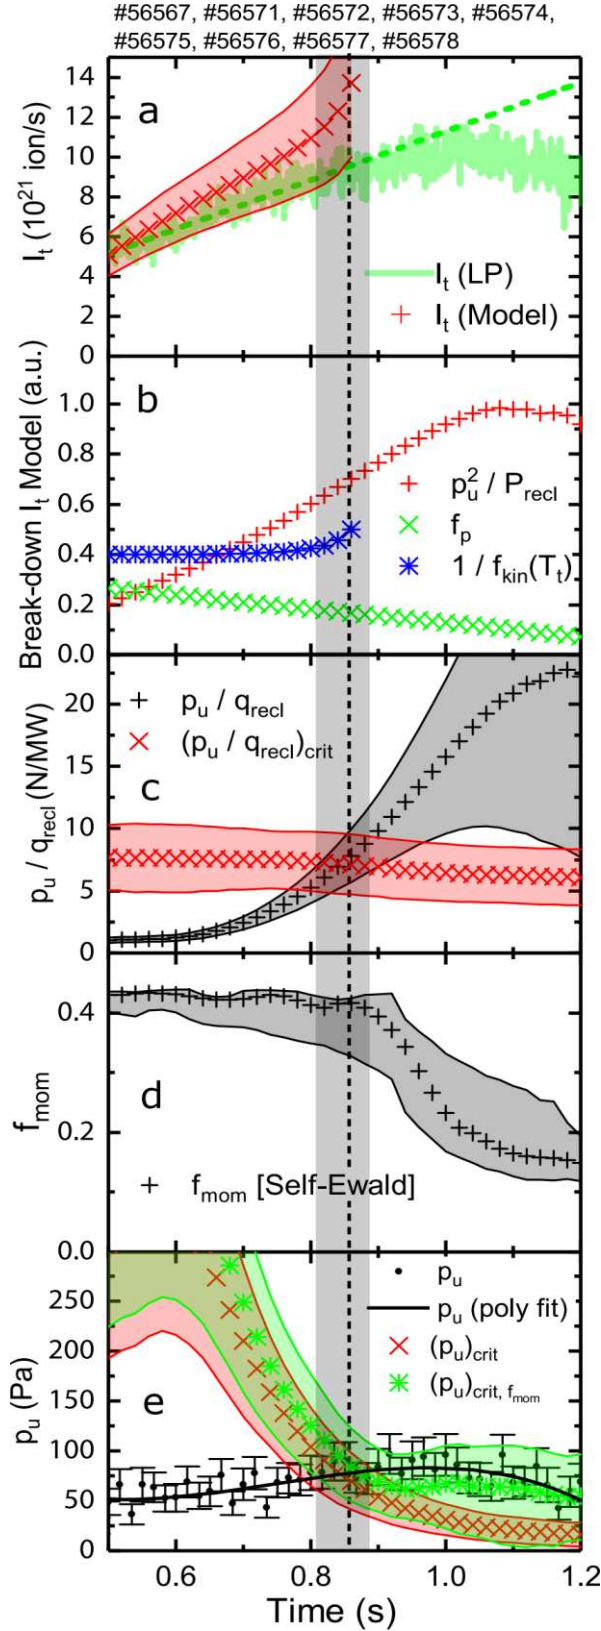 #56567, #56571, #56572, #56573, #56574,
#56575, #56576, #56577, #56578
14
12
10
8
6
4
2
0
I_t (10^21 ion/s)
a
I_t (LP)
I_t (Model)
1.0
0.8
0.6
0.4
0.2
0.0
Break-down I_t Model (a.u.)
b
p_u^2 / P_recl
f_p
1 / f_kin(T_t)
20
15
10
5
0
p_u / q_recl (N/MW)
p_u / q_recl
(p_u / q_recl)_crit
c
0.4
0.2
0.0
f_mom
d
f_mom [Self-Ewald]
250
200
150
100
50
0
p_u (Pa)
p_u
p_u (poly fit)
(p_u)_crit
(p_u)_crit, f_mom
e
0.6 0.8 1.0 1.2
Time (s)